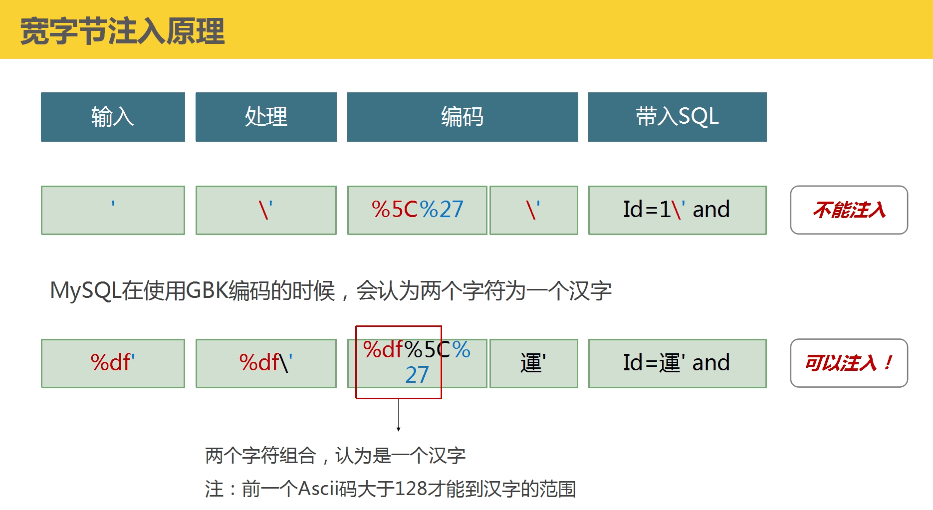 宽字节注入原理
输入 处理 编码 带入SQL
' \' %5C%27 \' Id=1\' and 不能注入
MySQL在使用GBK编码的时候，会认为两个字符为一个汉字
%df' %df\' %df%5C%27 運' Id=運' and 可以注入！
两个字符组合，认为是一个汉字
注：前一个Ascii码大于128才能到汉字的范围